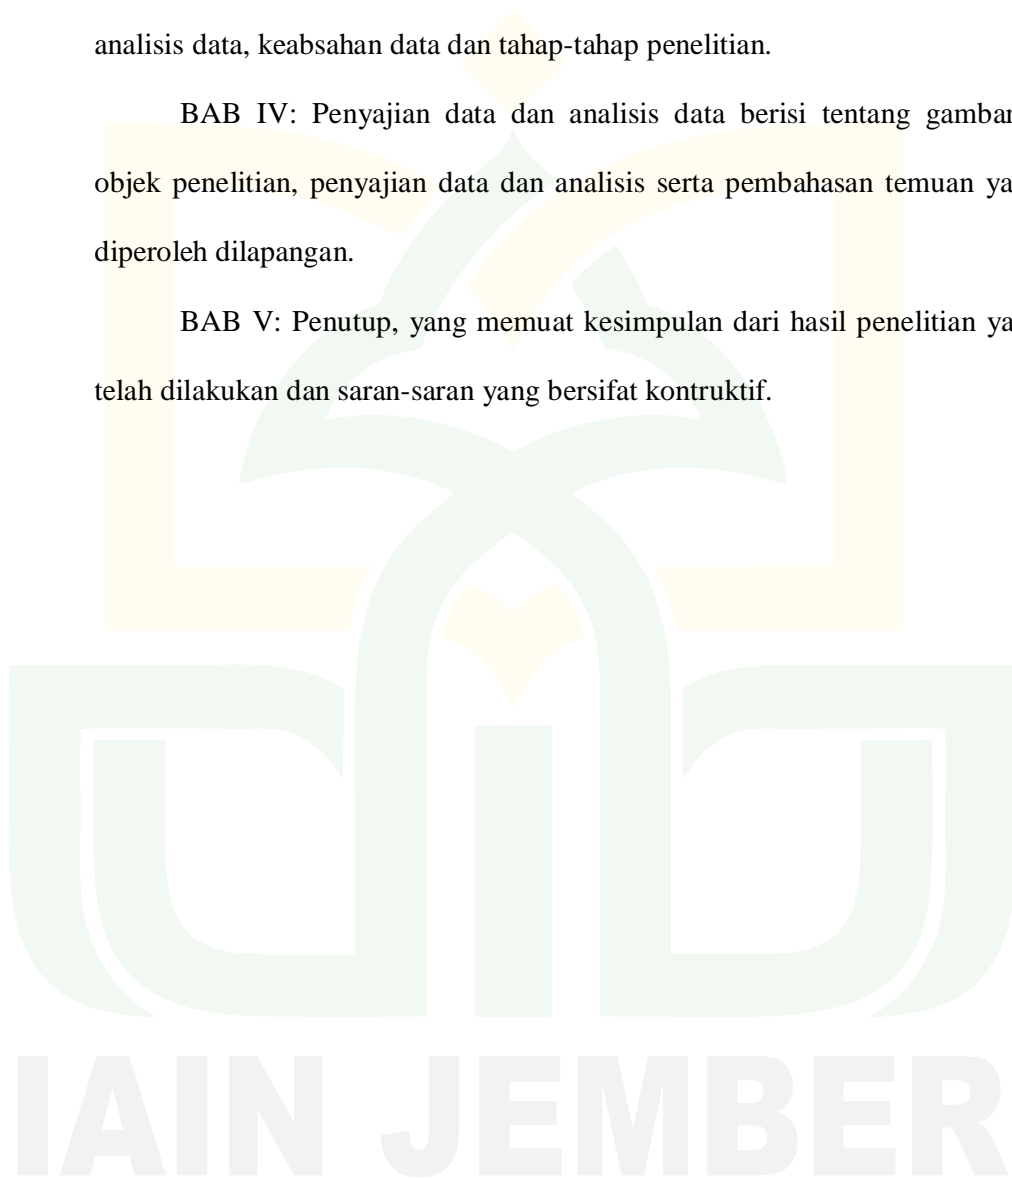 analisis data, keabsahan data dan tahap-tahap penelitian.
BAB IV: Penyajian data dan analisis data berisi tentang gambar
objek penelitian, penyajian data dan analisis serta pembahasan temuan ya
diperoleh dilapangan.
BAB V: Penutup, yang memuat kesimpulan dari hasil penelitian ya
telah dilakukan dan saran-saran yang bersifat kontruktif.
IAIN JEMBER